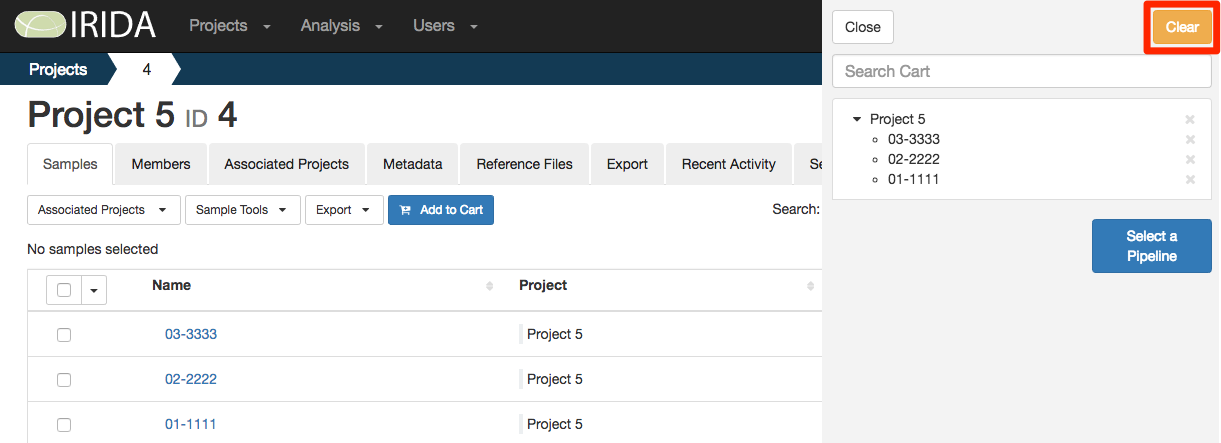 IRIDA Projects Analysis Users
Projects 4
Project 5 ID 4
Samples Members Associated Projects Metadata Reference Files Export Recent Activity Se
Associated Projects Sample Tools Export Add to Cart Search:
No samples selected
Name Project
03-3333 Project 5
02-2222 Project 5
01-1111 Project 5
Close Clear
Search Cart
Project 5
03-3333
02-2222
01-1111
Select a
Pipeline